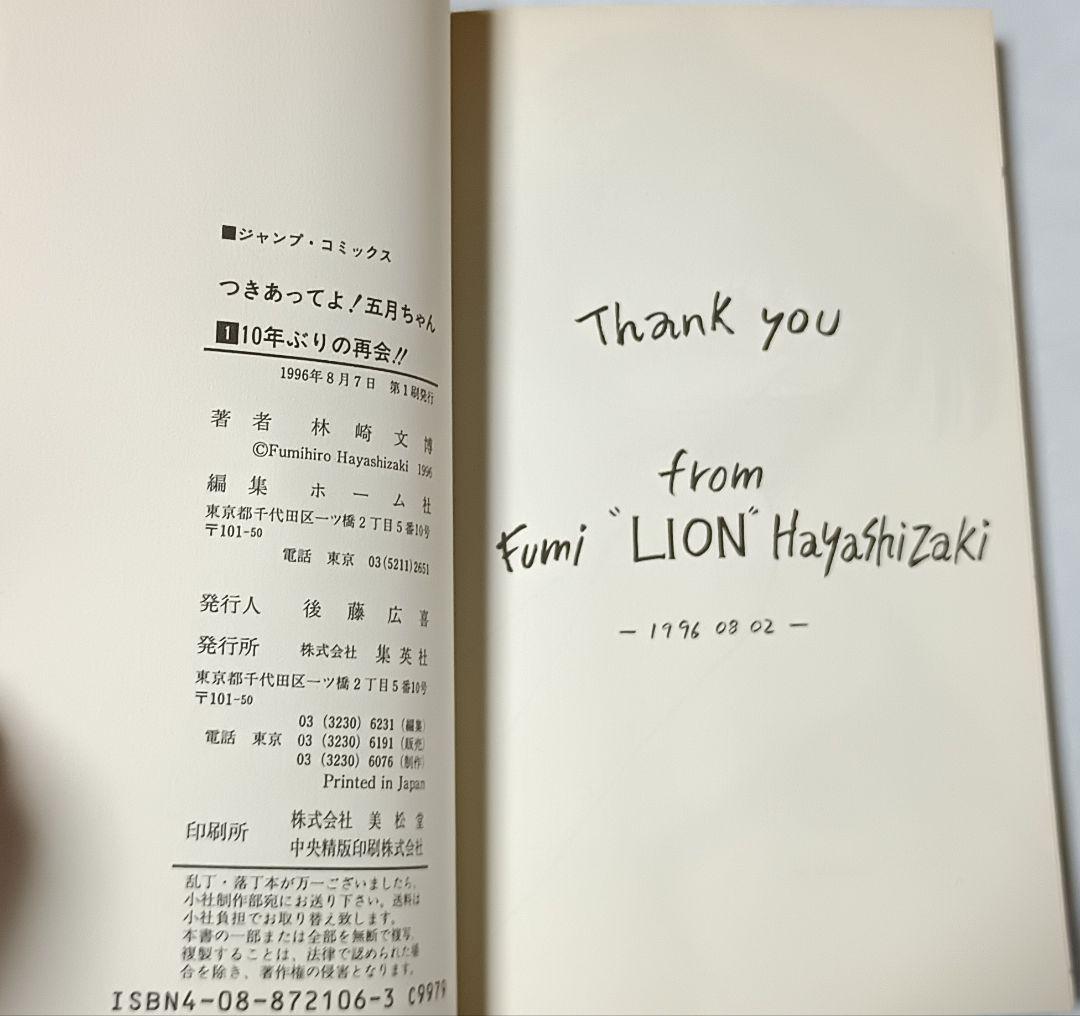 ■ジャンプ・コミックス
つきあってよ!五月ちゃん
1 10年ぶりの再会!!
1996年8月7日 第1刷発行
著者 林崎文博
©Fumihiro Hayashizaki 1996
編集 ホーム社
東京都千代田区一ツ橋2丁目5番10号
〒101-50
電話 東京 03(5211)2651
発行人 後藤広喜
発行所 株式会社 集英社
東京都千代田区一ツ橋2丁目5番10号
〒101-50
03 (3230) 6231 (編集)
電話 東京 03 (3230) 6191 (販売)
03 (3230) 6076 (制作)
Printed in Japan
印刷所 株式会社 美松堂
中央精版印刷株式会社
乱丁・落丁本が万一ございましたら、
小社制作部宛にお送り下さい。送料は
小社負担でお取り替え致します。
本書の一部または全部を無断で複写、
複製することは、法律で認められた場
合を除き、著作権の侵害となります。
ISBN4-08-872106-3 C9979
Thank you
from
Fumi "LION" Hayashizaki
- 1996 08 02 -